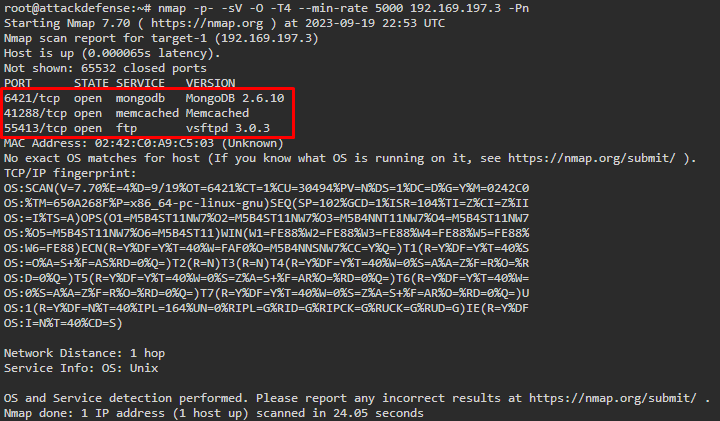 root@attackdefense:~# nmap -p- -sV -O -T4 --min-rate 5000 192.169.197.3 -Pn
Starting Nmap 7.70 ( https://nmap.org ) at 2023-09-19 22:53 UTC
Nmap scan report for target-1 (192.169.197.3)
Host is up (0.000065s latency).
Not shown: 65532 closed ports
PORT      STATE SERVICE   VERSION
6421/tcp  open  mongodb   MongoDB 2.6.10
41288/tcp open  memcached Memcached
55413/tcp open  ftp       vsftpd 3.0.3
MAC Address: 02:42:C0:A9:C5:03 (Unknown)
No exact OS matches for host (If you know what OS is running on it, see https://nmap.org/submit/ ).
TCP/IP fingerprint:
OS:SCAN(V=7.70%E=4%D=9/19%OT=6421%CT=1%CU=30494%PV=N%DS=1%DC=D%G=Y%M=0242C0
OS:%TM=650A268F%P=x86_64-pc-linux-gnu)SEQ(SP=102%GCD=1%ISR=104%TI=Z%CI=Z%II
OS:=I%TS=A)OPS(O1=M5B4ST11NW7%O2=M5B4ST11NW7%O3=M5B4NNT11NW7%O4=M5B4ST11NW7
OS:%O5=M5B4ST11NW7%O6=M5B4ST11)WIN(W1=FE88%W2=FE88%W3=FE88%W4=FE88%W5=FE88%
OS:W6=FE88)ECN(R=Y%DF=Y%T=40%W=FAF0%O=M5B4NNSNW7%CC=Y%Q=)T1(R=Y%DF=Y%T=40%S
OS:=O%A=S+%F=AS%RD=0%Q=)T2(R=N)T3(R=N)T4(R=Y%DF=Y%T=40%W=0%S=A%A=Z%F=R%O=%R
OS:D=0%Q=)T5(R=Y%DF=Y%T=40%W=0%S=Z%A=S+%F=AR%O=%RD=0%Q=)T6(R=Y%DF=Y%T=40%W=
OS:0%S=A%A=Z%F=R%O=%RD=0%Q=)T7(R=Y%DF=Y%T=40%W=0%S=Z%A=S+%F=AR%O=%RD=0%Q=)U
OS:1(R=Y%DF=N%T=40%IPL=164%UN=0%RIPL=G%RID=G%RIPCK=G%RUCK=G%RUD=G)IE(R=Y%DF
OS:I=N%T=40%CD=S)
Network Distance: 1 hop
Service Info: OS: Unix
OS and Service detection performed. Please report any incorrect results at https://nmap.org/submit/ .
Nmap done: 1 IP address (1 host up) scanned in 24.05 seconds